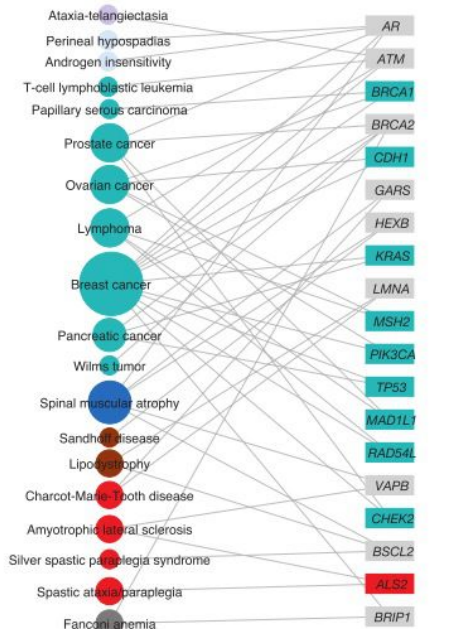 Ataxia-telangiectasia
Perineal hypospadias
Androgen insensitivity
T-cell lymphoblastic leukemia
Papillary serous carcinoma
Prostate cancer
Ovarian cancer
Lymphoma
Breast cancer
Pancreatic cancer
Wilms tumor
Spinal muscular atrophy
Sandhoff disease
Lipodystrophy
Charcot-Marie-Tooth disease
Amyotrophic lateral sclerosis
Silver spastic paraplegia syndrome
Spastic ataxia/paraplegia
Fanconi anemia
AR
ATM
BRCA1
BRCA2
CDH1
GARS
HEXB
KRAS
LMNA
MSH2
PIK3CA
TP53
MAD1L1
RAD54L
VAPB
CHEK2
BSCL2
ALS2
BRIP1